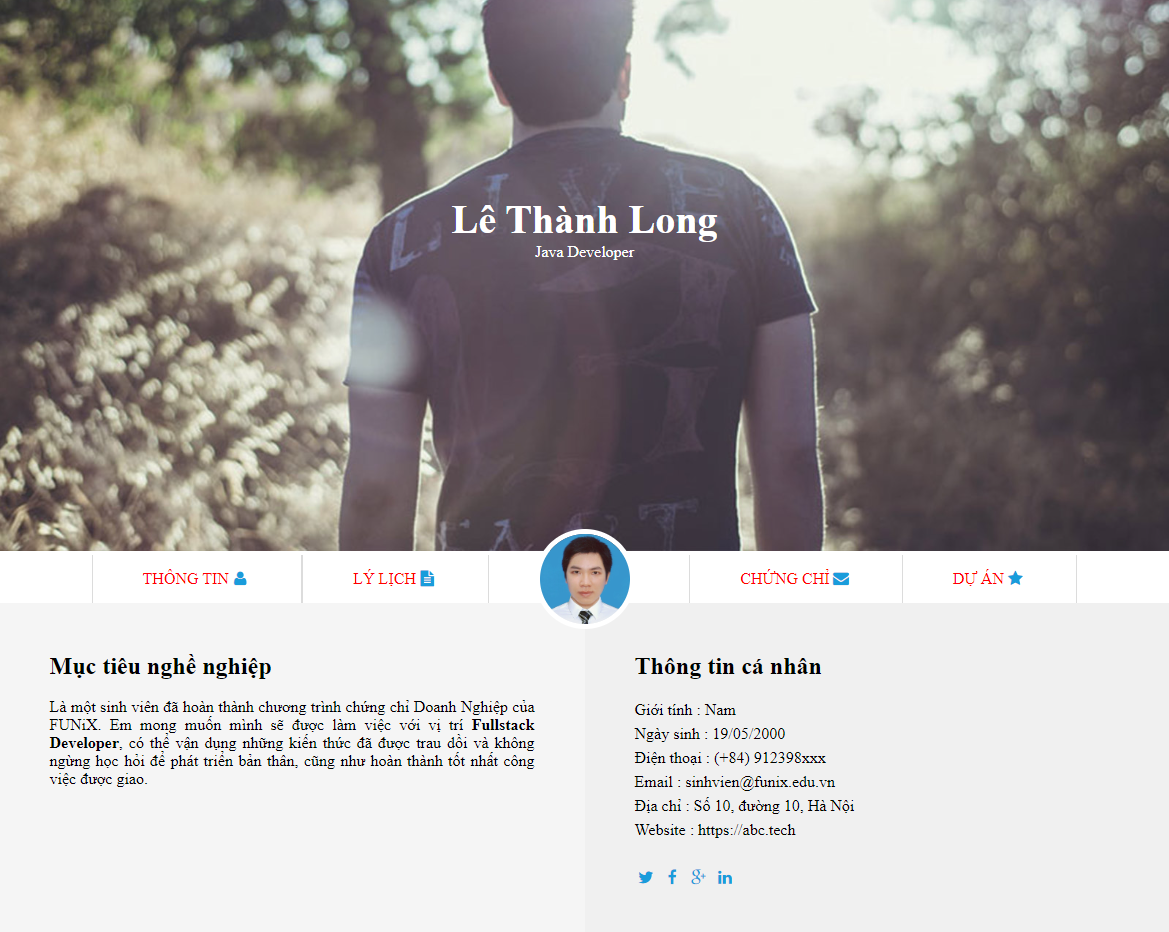 Lê Thành Long
Java Developer
THÔNG TIN
LÝ LỊCH
CHỨNG CHỈ
DỰ ÁN
Mục tiêu nghề nghiệp
Là một sinh viên đã hoàn thành chương trình chứng chỉ Doanh Nghiệp của
FUNiX. Em mong muốn mình sẽ được làm việc với vị trí Fullstack
Developer, có thể vận dụng những kiến thức đã được trau dồi và không
ngừng học hỏi để phát triển bản thân, cũng như hoàn thành tốt nhất công
việc được giao.
Thông tin cá nhân
Giới tính : Nam
Ngày sinh : 19/05/2000
Điện thoại : (+84) 912398xxx
Email : sinhvien@funix.edu.vn
Địa chỉ : Số 10, đường 10, Hà Nội
Website : https://abc.tech